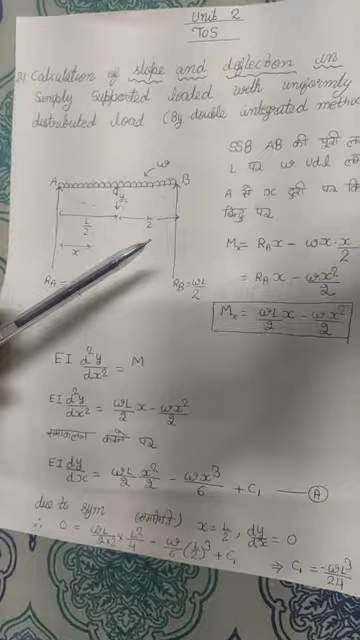 Unit 2
TOS
Calculation of slope and deflection in
Simply Supported loaded with uniformly
distributed load (By double integrated method
SSB AB की पूरी
L पर w udl
A से x दूरी पर
बिन्दु पर
w
A B
yc
L/2 L/2
x
RA = RB = wL/2
Mx = RA x - wx·x/2
= RA x - wx²/2
Mx = wL/2 x - wx²/2
EI d²y/dx² = M
EI d²y/dx² = wL/2 x - wx²/2
समाकलन करने पर
EI dy/dx = wL/2 x²/2 - wx³/6 + C₁ —— Ⓐ
due to sym (सममिति) x = L/2, dy/dx = 0
∴ 0 = wL/2×2 × L²/4 - w/6 (L/2)³ + C₁ ⇒ C₁ = -wL³/24